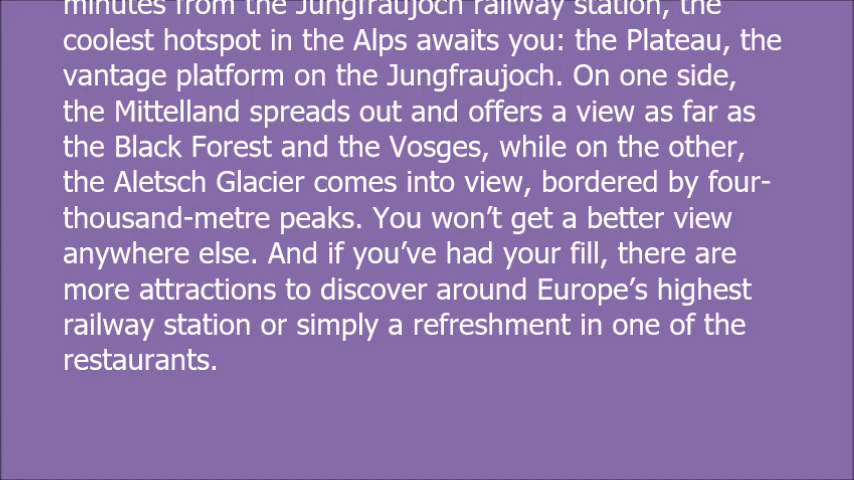 minutes from the Jungfraujoch railway station, the
coolest hotspot in the Alps awaits you: the Plateau, the
vantage platform on the Jungfraujoch. On one side,
the Mittelland spreads out and offers a view as far as
the Black Forest and the Vosges, while on the other,
the Aletsch Glacier comes into view, bordered by four-
thousand-metre peaks. You won’t get a better view
anywhere else. And if you’ve had your fill, there are
more attractions to discover around Europe’s highest
railway station or simply a refreshment in one of the
restaurants.